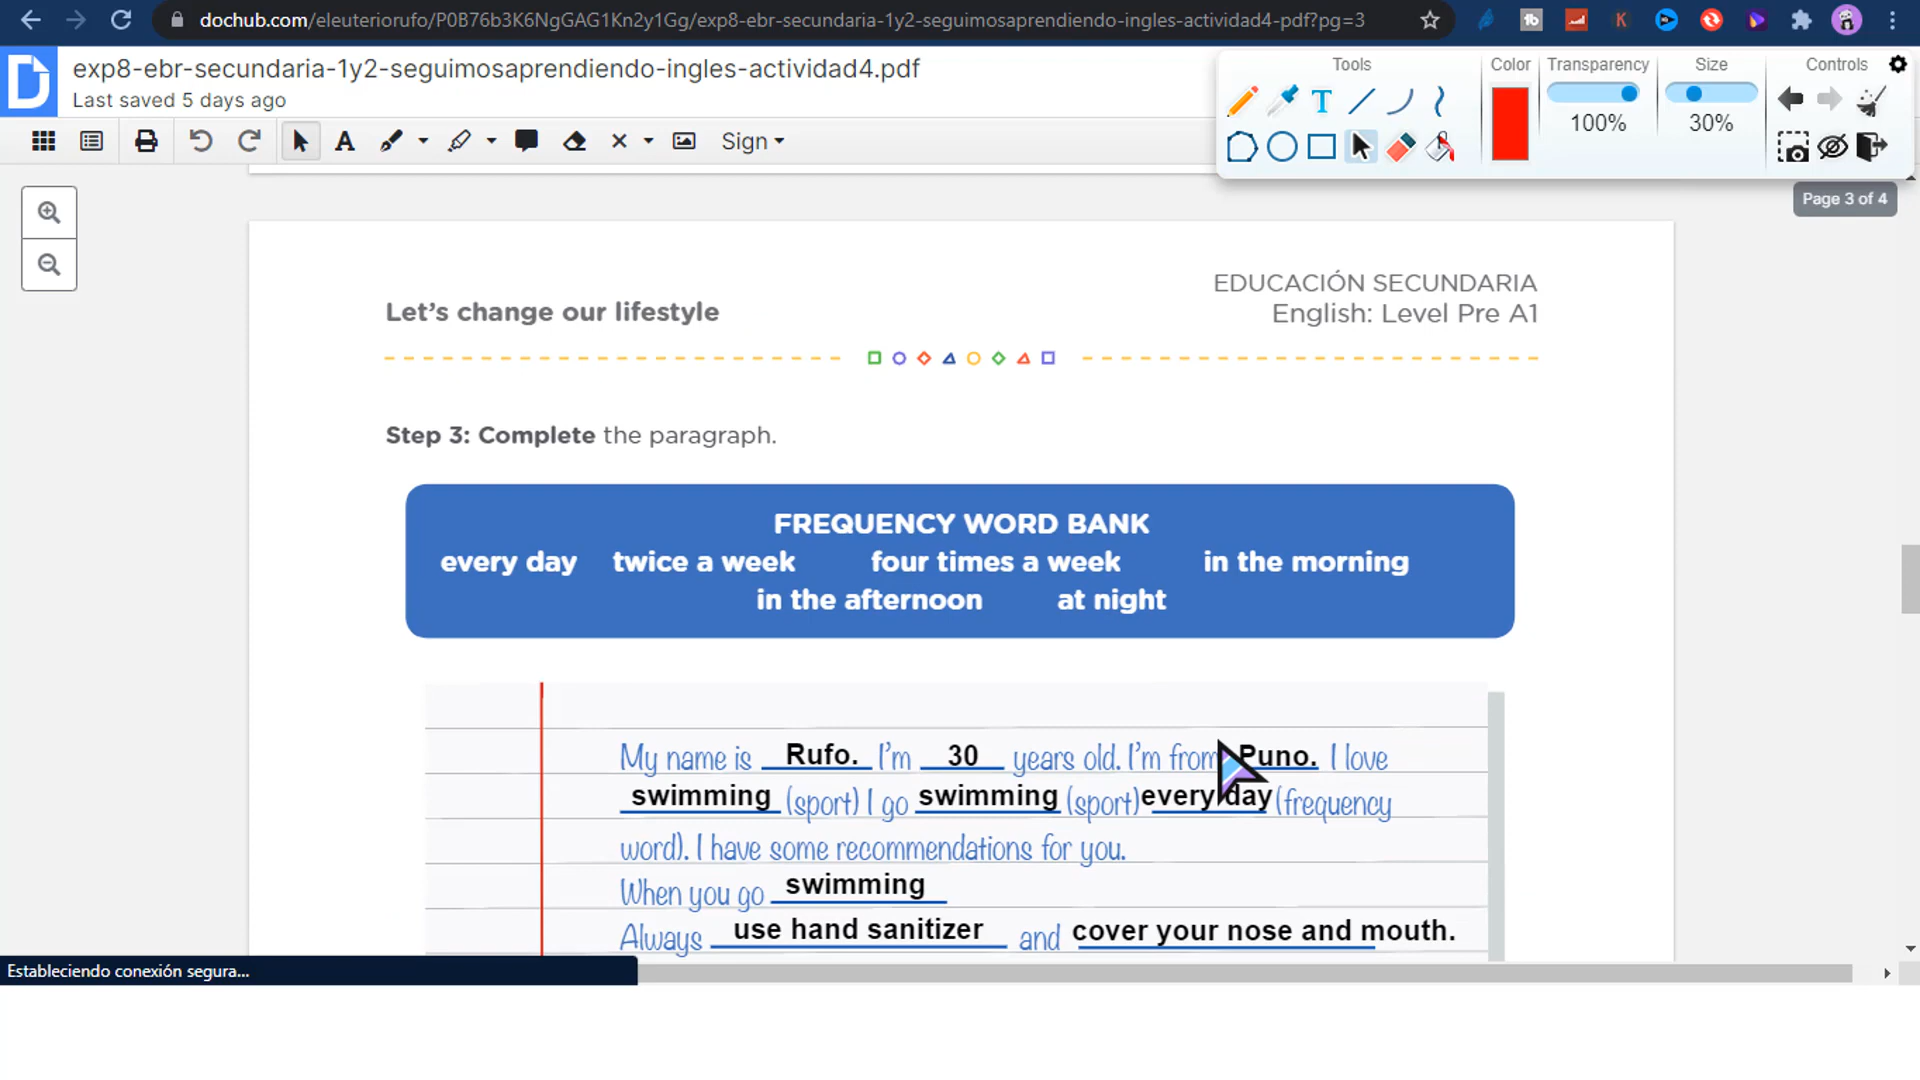 dochub.com/eleuteriorufo/P0B76b3K6NgGAG1Kn2y1Gg/exp8-ebr-secundaria-1y2-seguimosaprendiendo-ingles-actividad4-pdf?pg=3
exp8-ebr-secundaria-1y2-seguimosaprendiendo-ingles-actividad4.pdf
Last saved 5 days ago
Sign
Tools
Color
Transparency
Size
Controls
100%
30%
Page 3 of 4
Let's change our lifestyle
EDUCACIÓN SECUNDARIA
English: Level Pre A1
Step 3: Complete the paragraph.
FREQUENCY WORD BANK
every day twice a week four times a week in the morning
in the afternoon at night
My name is Rufo. I'm 30 years old. I'm from Puno. I love
swimming (sport) I go swimming (sport) every day (frequency
word). I have some recommendations for you.
When you go swimming
Always use hand sanitizer and cover your nose and mouth.
Estableciendo conexión segura...